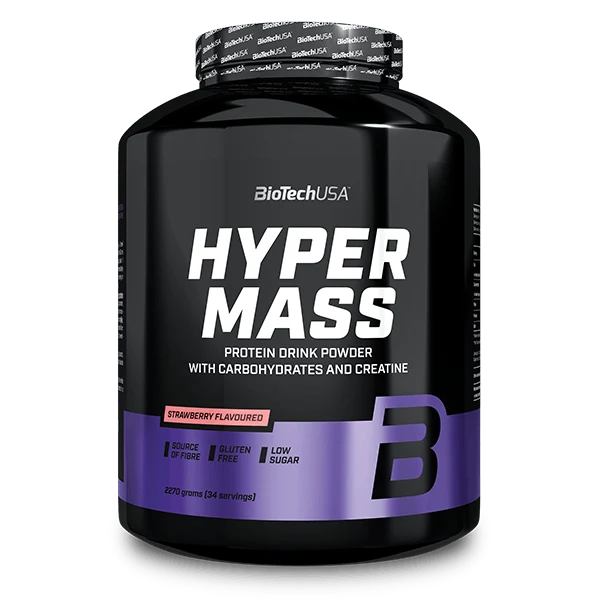 BioTechUSA
HYPER
MASS
PROTEIN DRINK POWDER
WITH CARBOHYDRATES AND CREATINE
STRAWBERRY FLAVOURED
SOURCE
OF FIBRE
GLUTEN
FREE
LOW
SUGAR
2270 grams (34 servings)
B